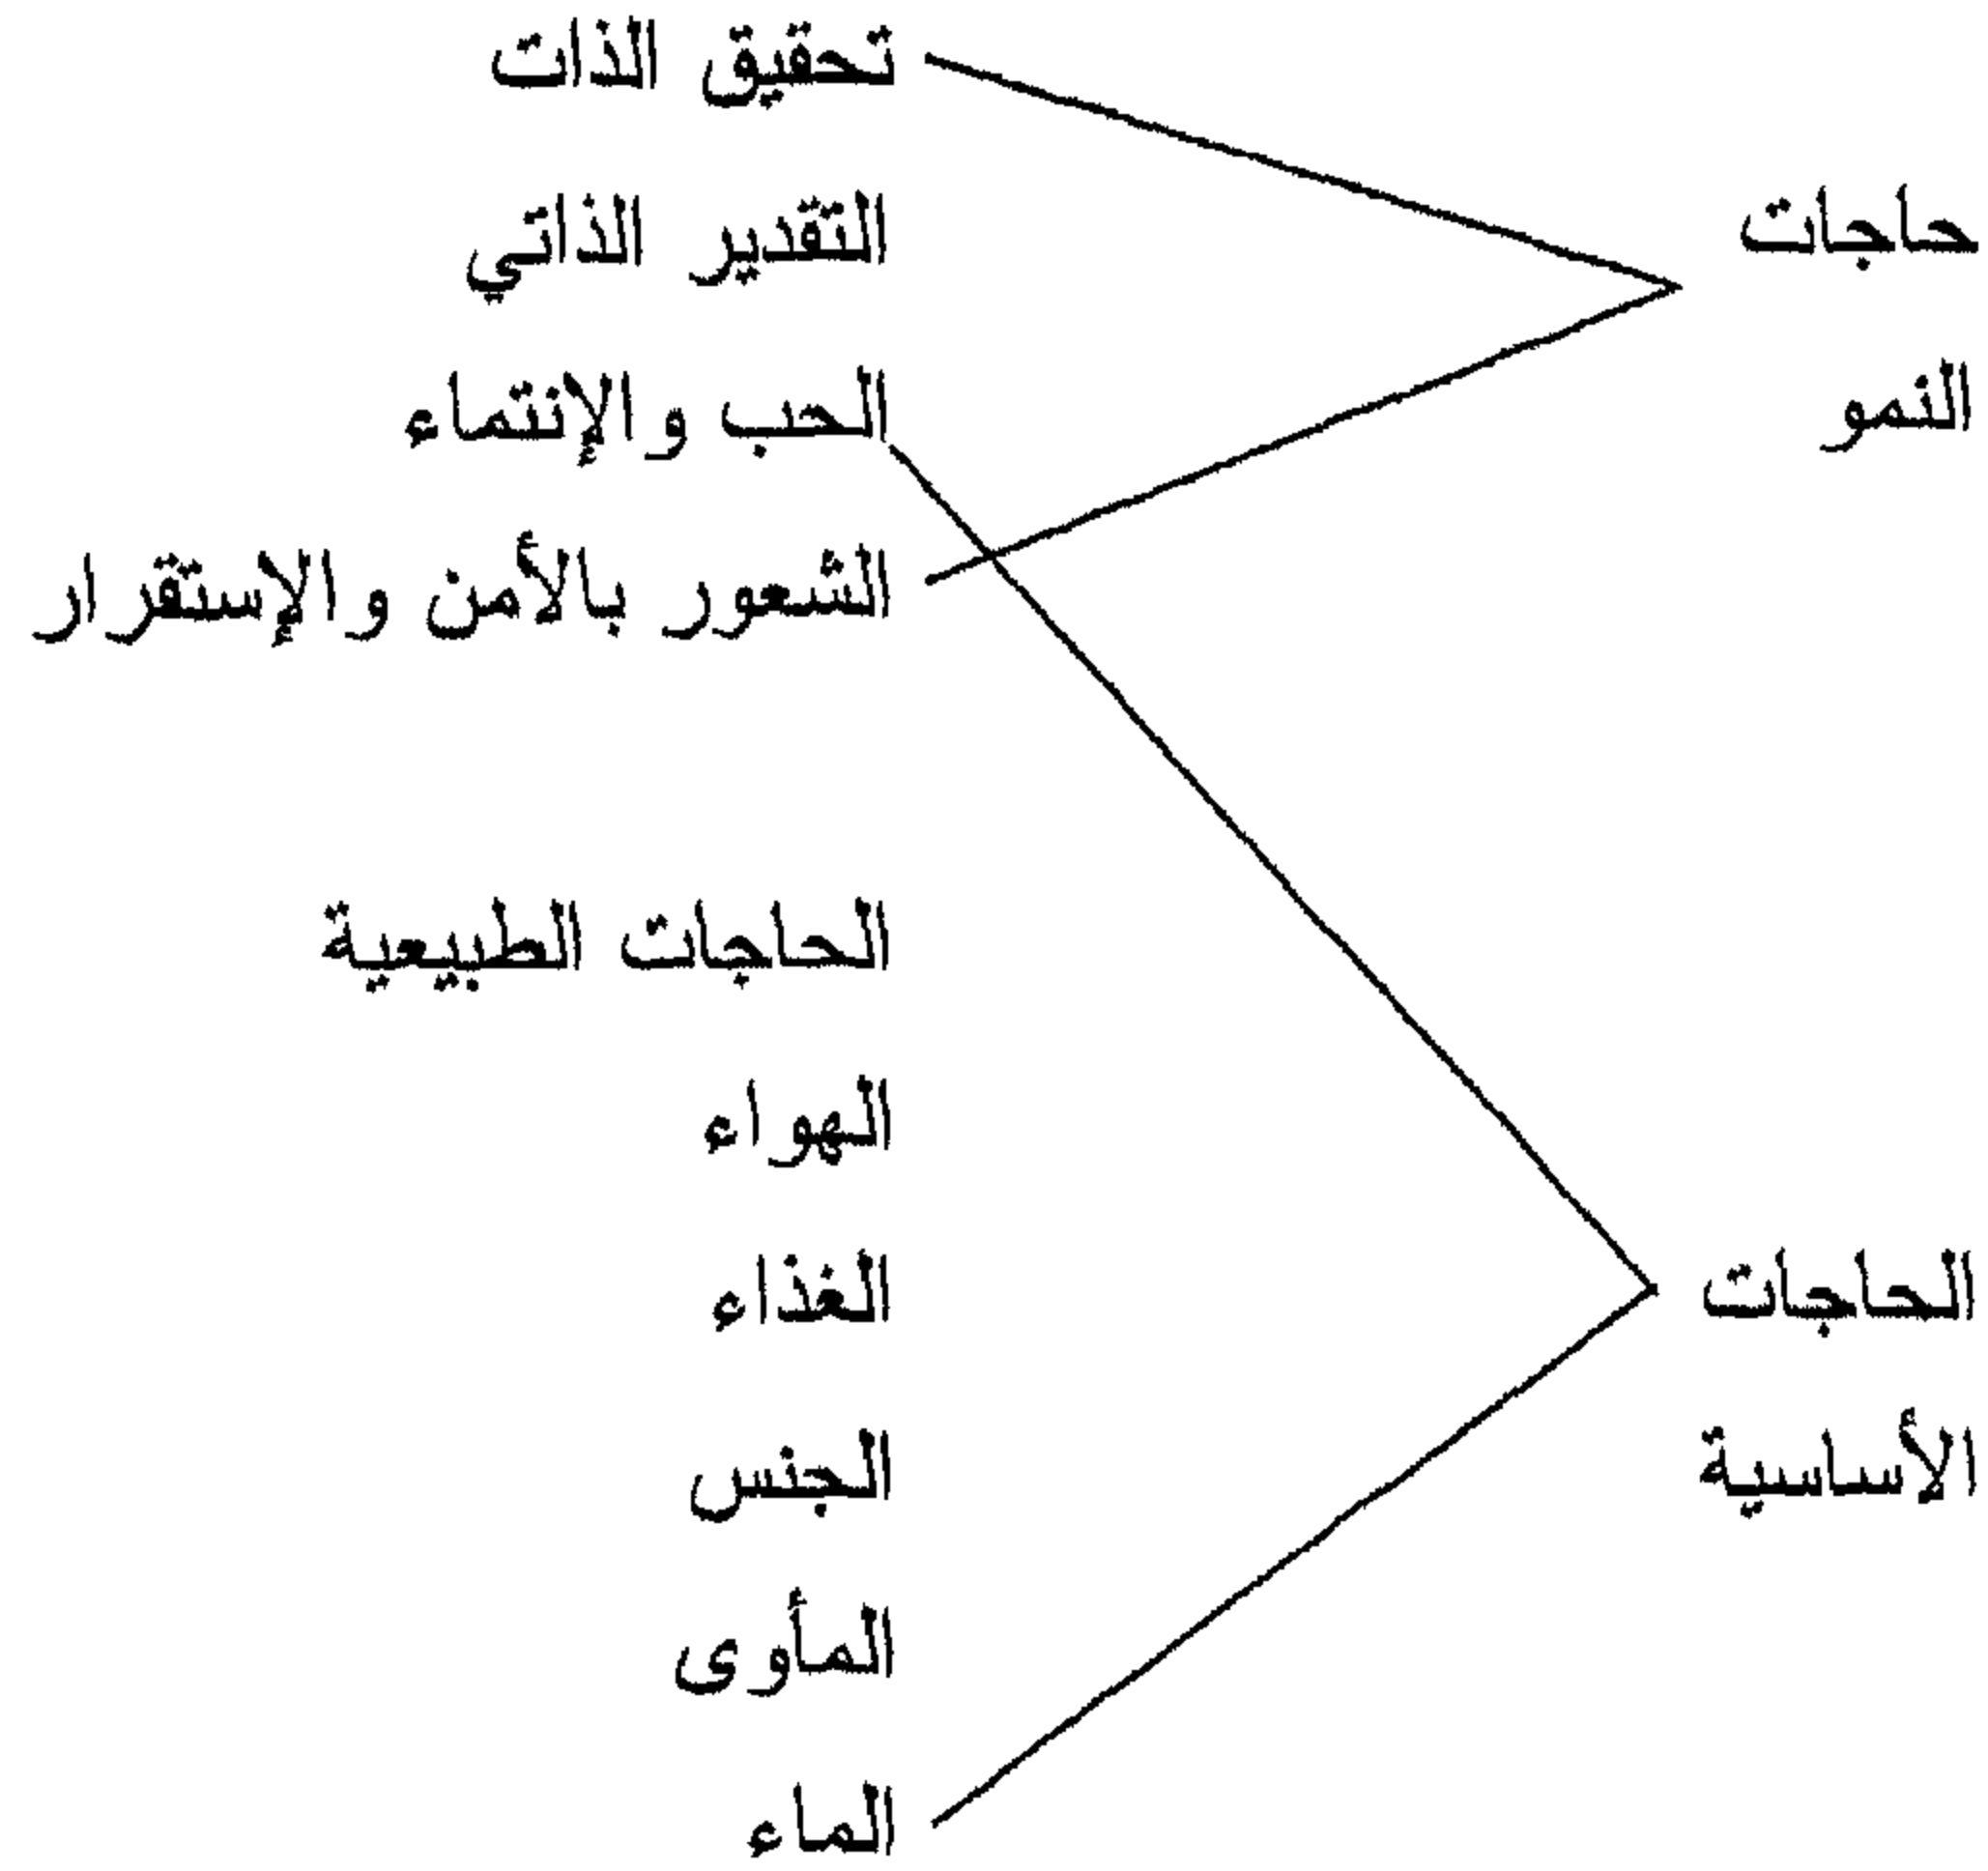 تحقيق الذات
حاجات
التقدير الذاتي
النمو
الحب والإنتماء
الشعور بالأمن والإستقرار
الحاجات الطبيعية
الهواء
الحاجات
الغذاء
الأساسية
الجنس
المأوى
الماء